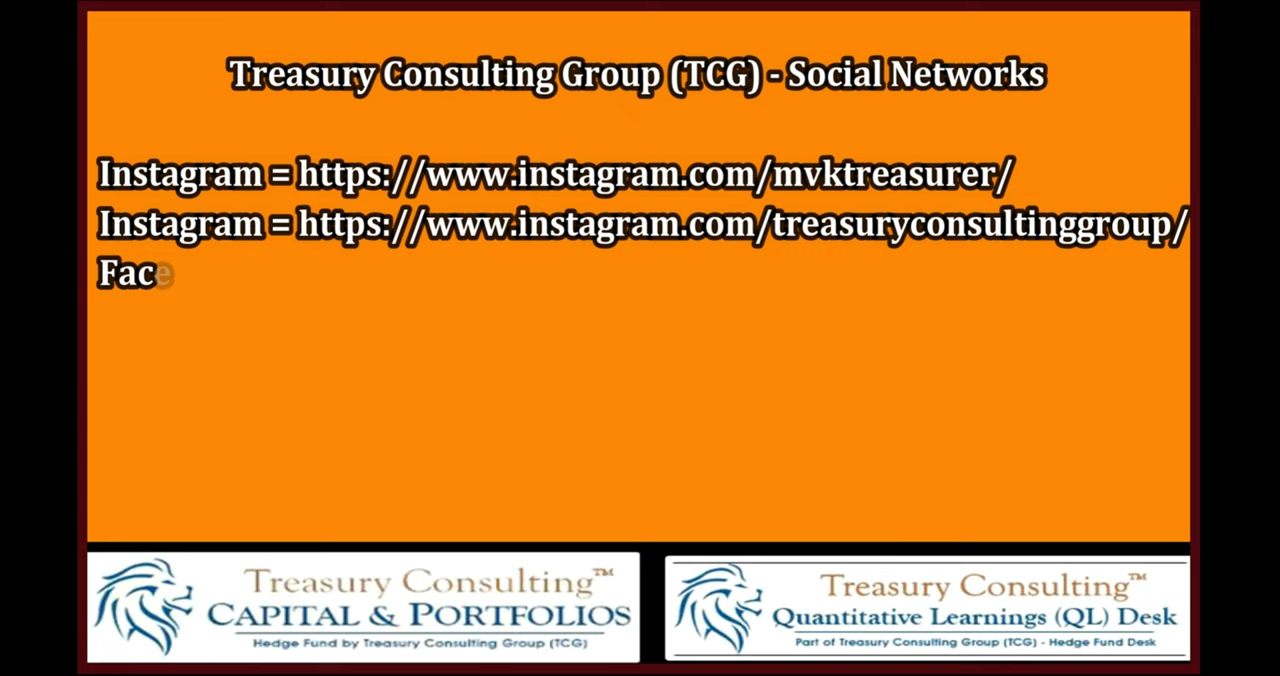 Treasury Consulting Group (TCG) - Social Networks
Instagram = https://www.instagram.com/mvktreasurer/
Instagram = https://www.instagram.com/treasuryconsultinggroup/
Face
Treasury Consulting™
CAPITAL & PORTFOLIOS
Hedge Fund by Treasury Consulting Group (TCG)
Treasury Consulting™
Quantitative Learnings (QL) Desk
Part of Treasury Consulting Group (TCG) - Hedge Fund Desk